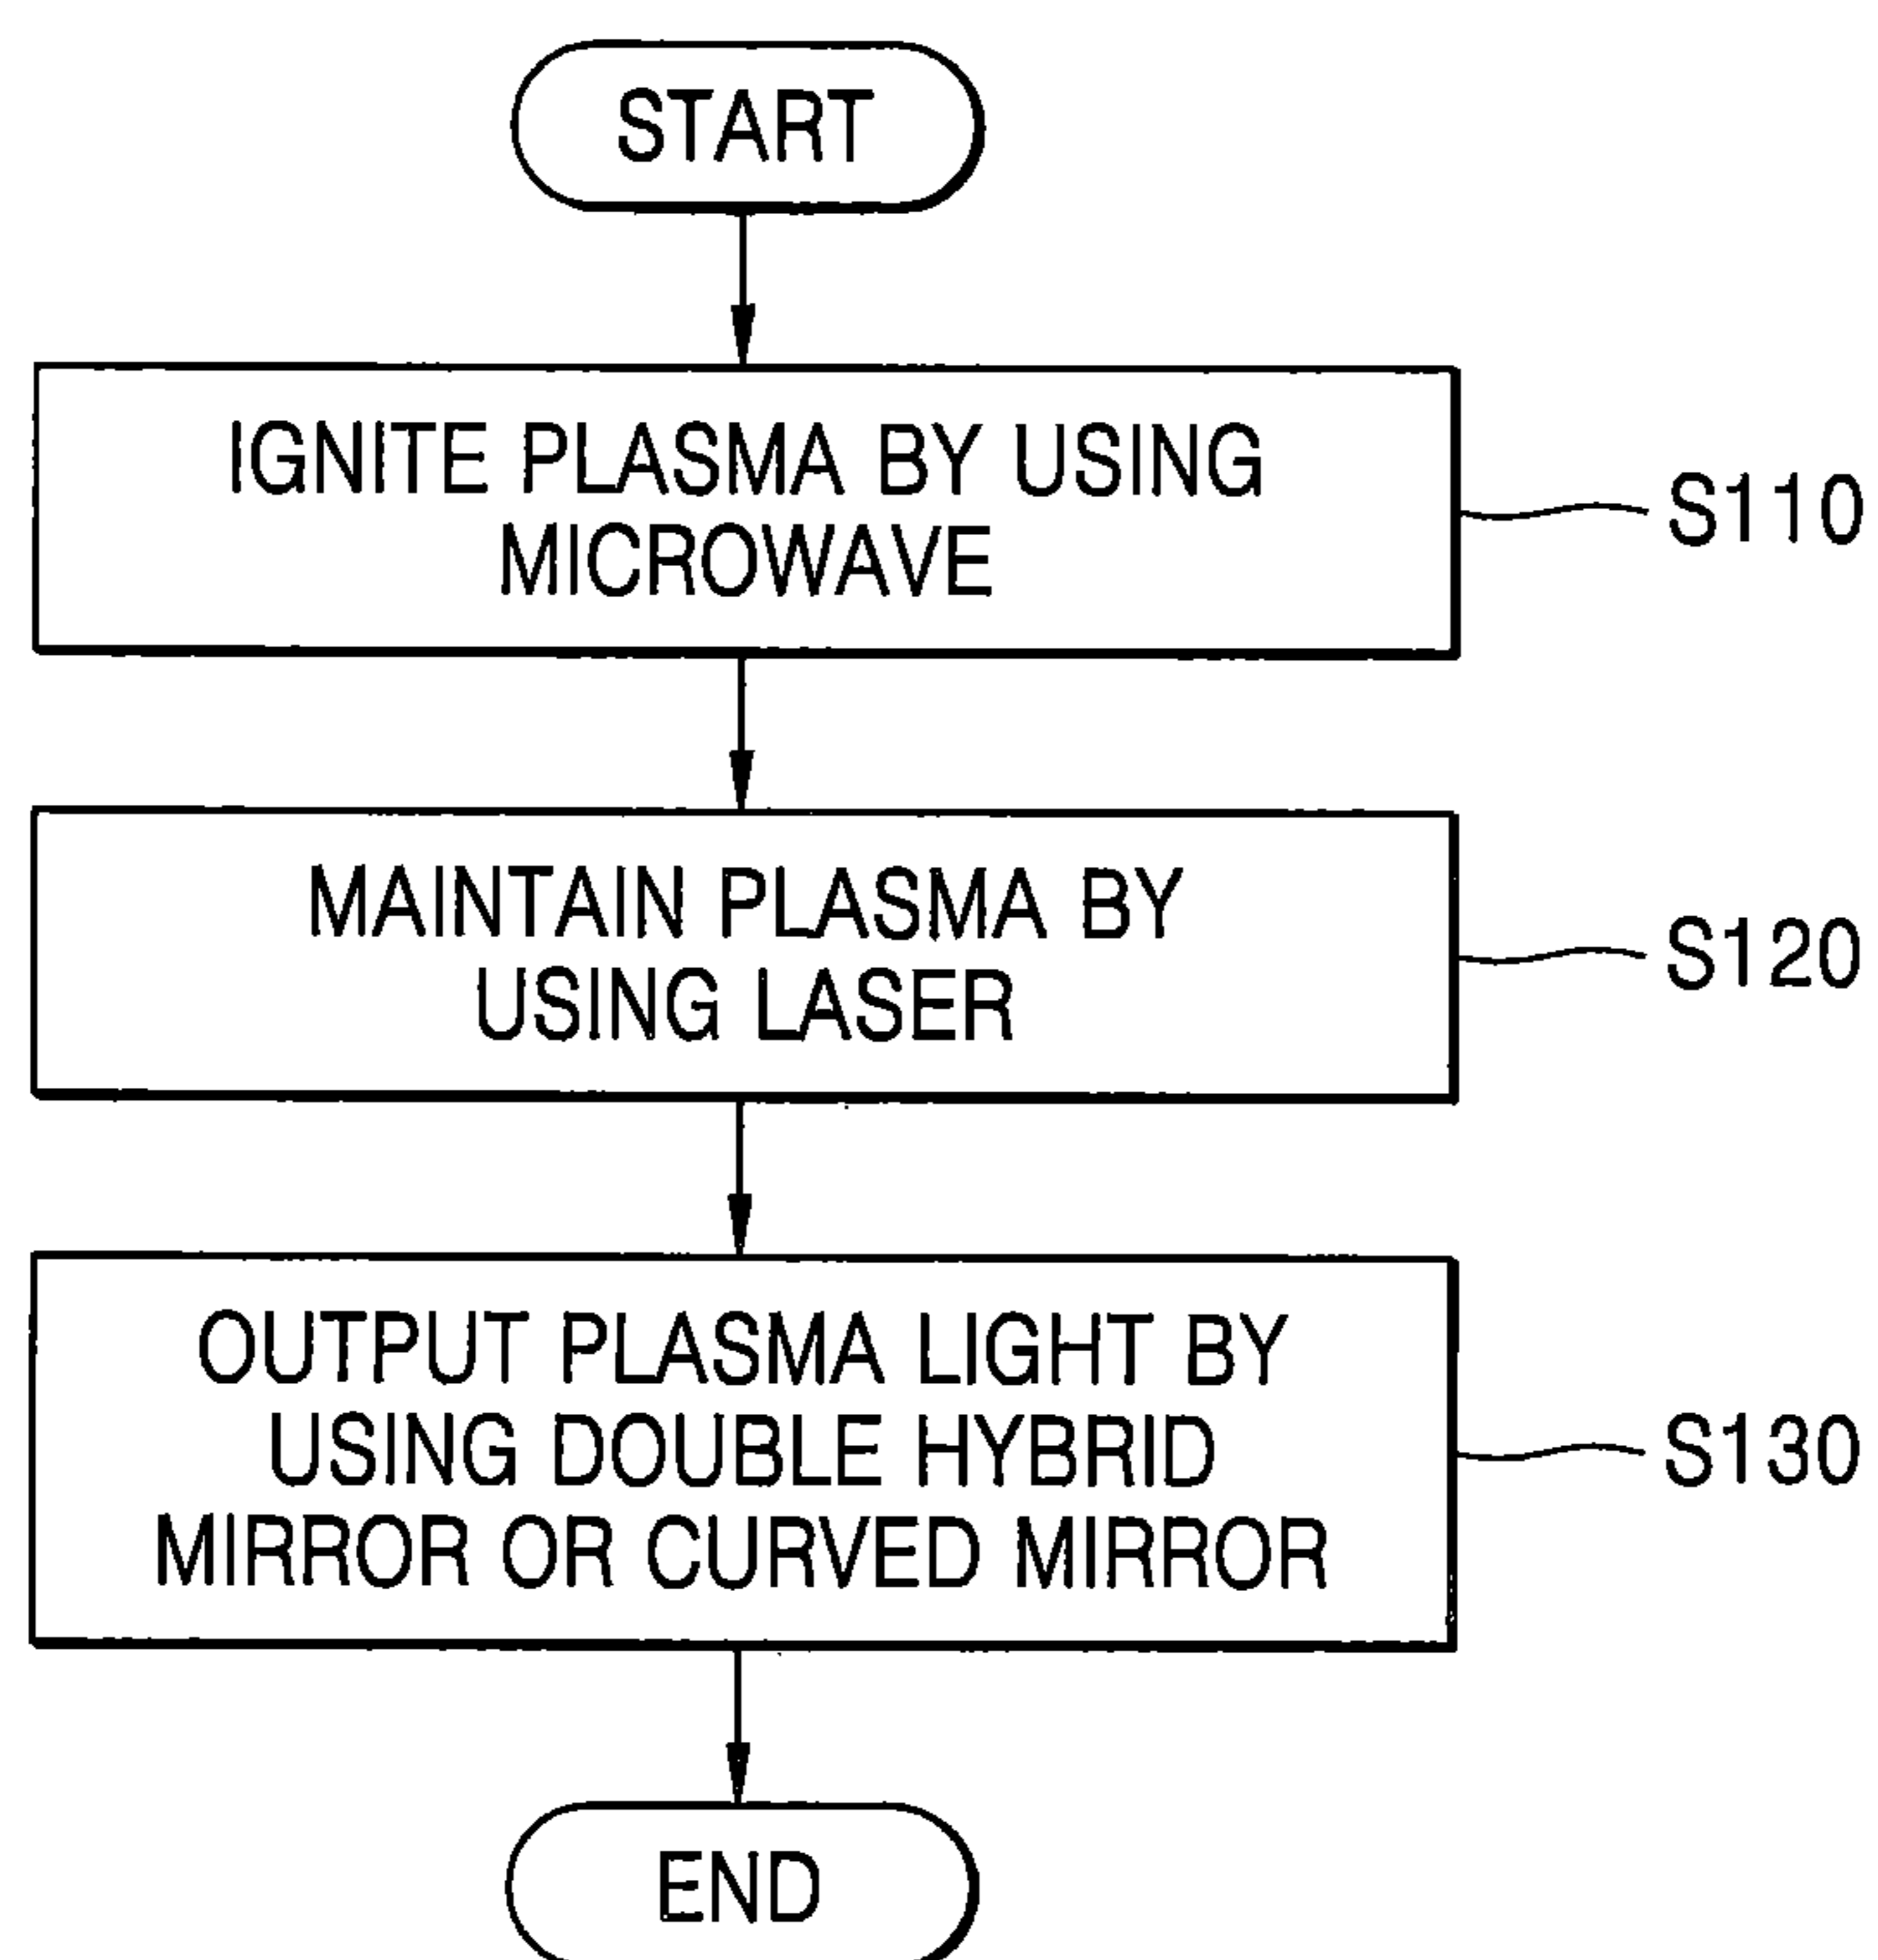 START
IGNITE PLASMA BY USING
MICROWAVE
S110
MAINTAIN PLASMA BY
USING LASER
S120
OUTPUT PLASMA LIGHT BY
USING DOUBLE HYBRID
MIRROR OR CURVED MIRROR
S130
END